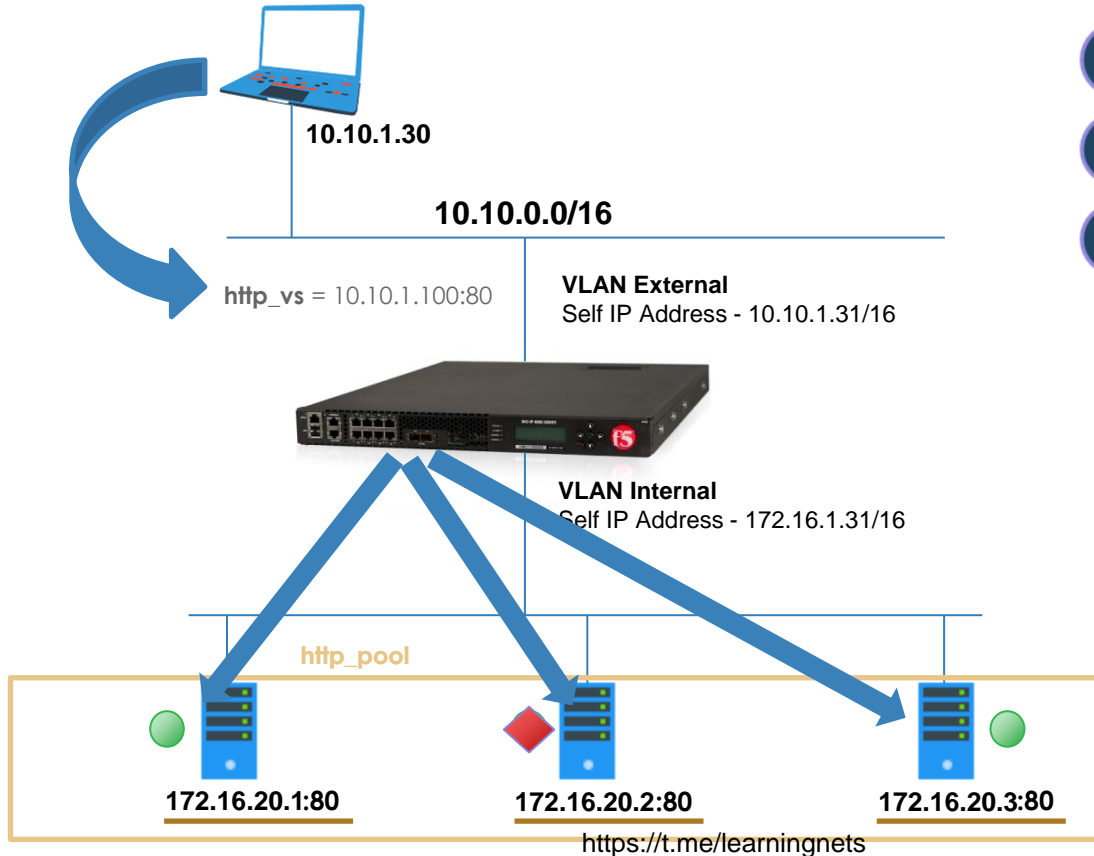 10.10.1.30
10.10.0.0/16
http_vs = 10.10.1.100:80
VLAN External
Self IP Address - 10.10.1.31/16
f5
VLAN Internal
Self IP Address - 172.16.1.31/16
http_pool
172.16.20.1:80
172.16.20.2:80
172.16.20.3:80
https://t.me/learningnets